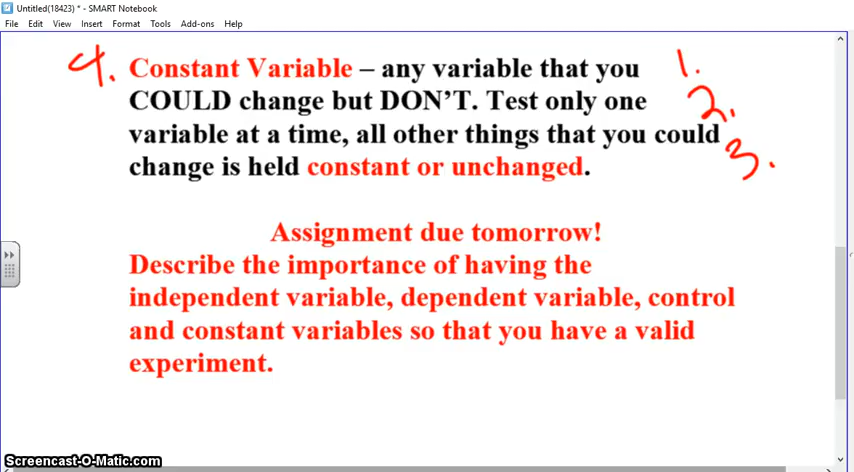 Untitled(18423) * - SMART Notebook
File Edit View Insert Format Tools Add-ons Help
4. Constant Variable – any variable that you 1.
COULD change but DON'T. Test only one 2.
variable at a time, all other things that you could 3.
change is held constant or unchanged.
Assignment due tomorrow!
Describe the importance of having the
independent variable, dependent variable, control
and constant variables so that you have a valid
experiment.
Screencast-O-Matic.com